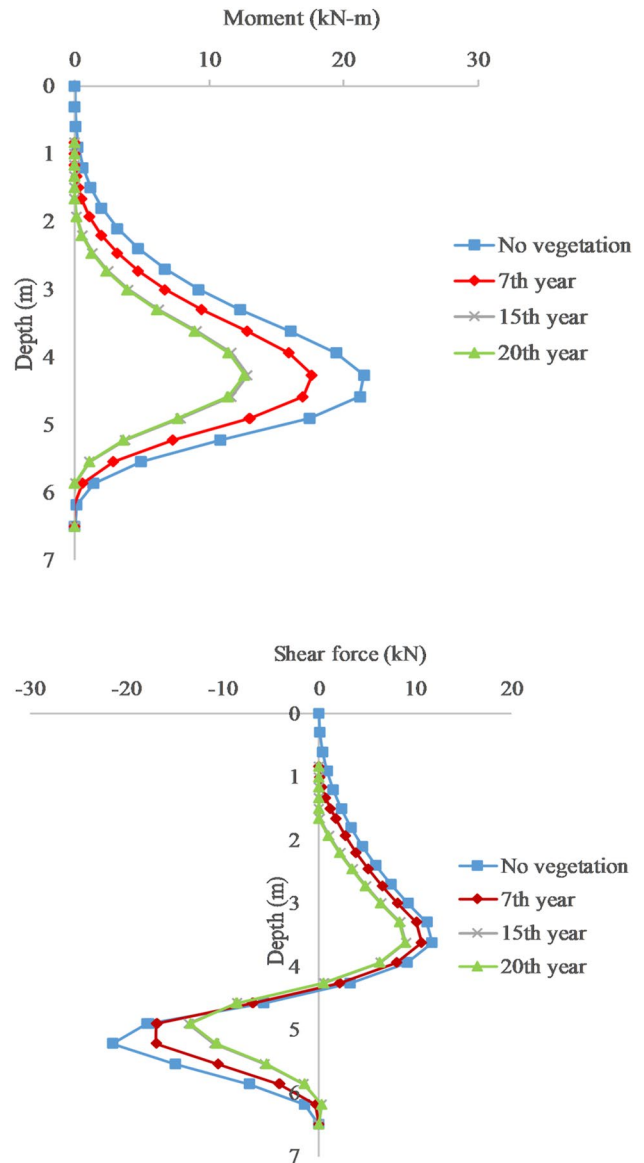 Moment (kN-m)
0 10 20 30
0
1
2
3
4
5
6
7
Depth (m)
No vegetation
7th year
15th year
20th year
Shear force (kN)
-30 -20 -10 0 10 20
0
1
2
3
4
5
6
7
Depth (m)
No vegetation
7th year
15th year
20th year